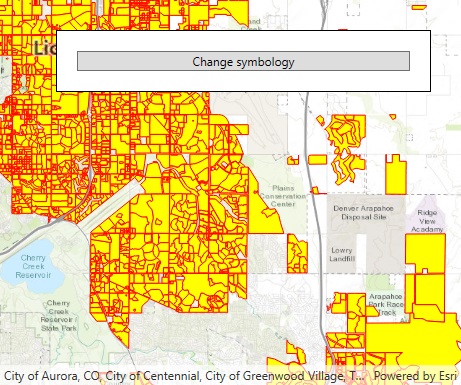 Change symbology
Plains
Conservation
Center
Denver Arapahoe
Disposal Site
Ridge
View
Academy
Lowry
Landfill
Cherry
Creek
Reservoir
Cherry
Creek
Reservoir
State Park
Arapahoe
Park Race
Track
City of Aurora, CO, City of Centennial, City of Greenwood Village, T... Powered by Esri